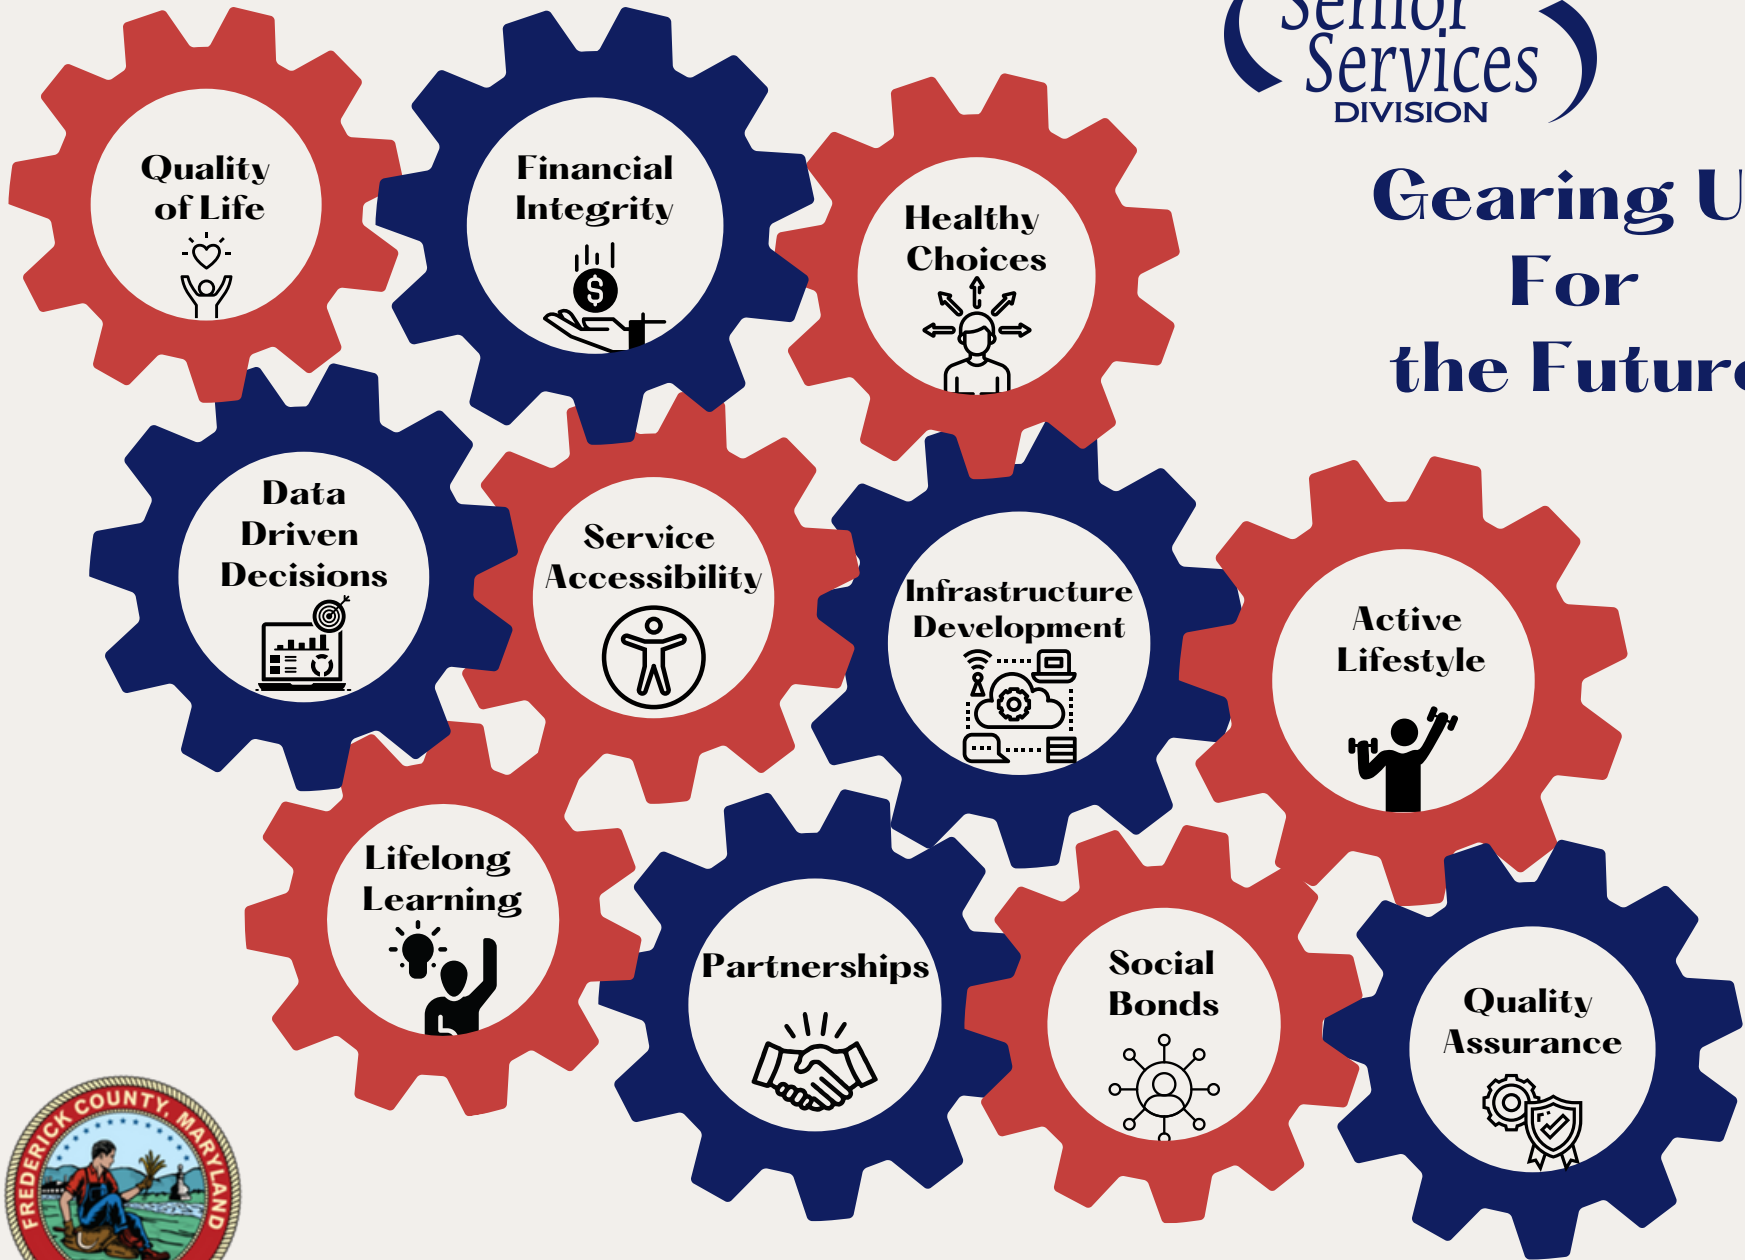 Senior
Services
DIVISION
Gearing U
For
the Future
Quality
of Life
Financial
Integrity
Healthy
Choices
Data
Driven
Decisions
Service
Accessibility
Infrastructure
Development
Active
Lifestyle
Lifelong
Learning
Partnerships
Social
Bonds
Quality
Assurance
FREDERICK COUNTY, MARYLAND